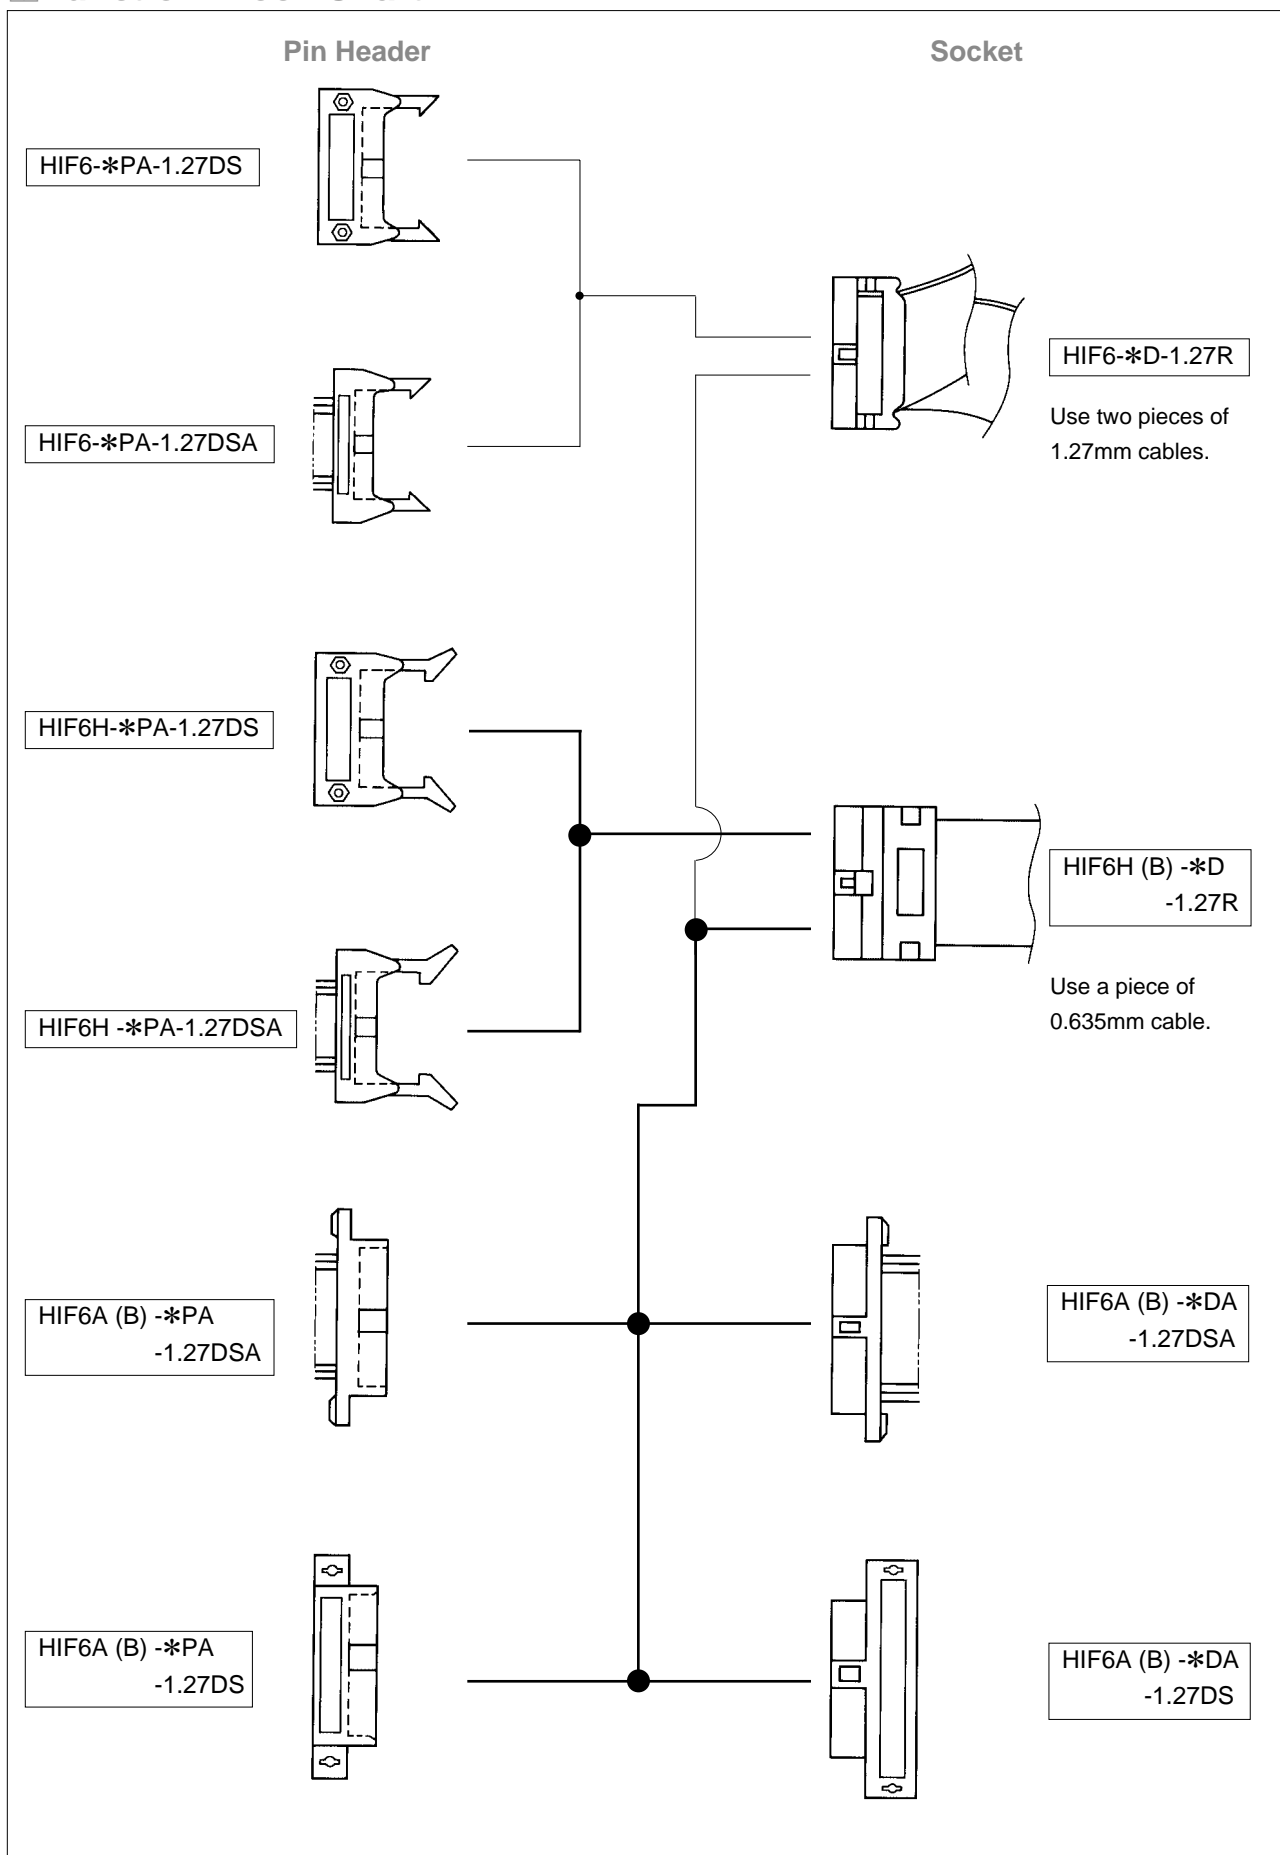 Pin Header
Socket
HIF6-*PA-1.27DS
HIF6-*D-1.27R
Use two pieces of
1.27mm cables.
HIF6-*PA-1.27DSA
HIF6H-*PA-1.27DS
HIF6H (B) -*D
-1.27R
Use a piece of
0.635mm cable.
HIF6H -*PA-1.27DSA
HIF6A (B) -*PA
-1.27DSA
HIF6A (B) -*DA
-1.27DSA
HIF6A (B) -*PA
-1.27DS
HIF6A (B) -*DA
-1.27DS